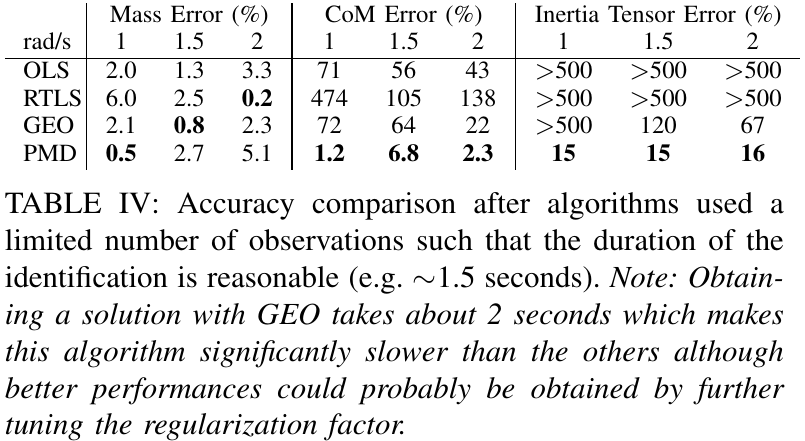 Mass Error (%) CoM Error (%) Inertia Tensor Error (%)
rad/s 1 1.5 2 1 1.5 2 1 1.5 2
OLS 2.0 1.3 3.3 71 56 43 >500 >500 >500
RTLS 6.0 2.5 0.2 474 105 138 >500 >500 >500
GEO 2.1 0.8 2.3 72 64 22 >500 120 67
PMD 0.5 2.7 5.1 1.2 6.8 2.3 15 15 16
TABLE IV: Accuracy comparison after algorithms used a
limited number of observations such that the duration of the
identification is reasonable (e.g. ∼1.5 seconds). Note: Obtain-
ing a solution with GEO takes about 2 seconds which makes
this algorithm significantly slower than the others although
better performances could probably be obtained by further
tuning the regularization factor.